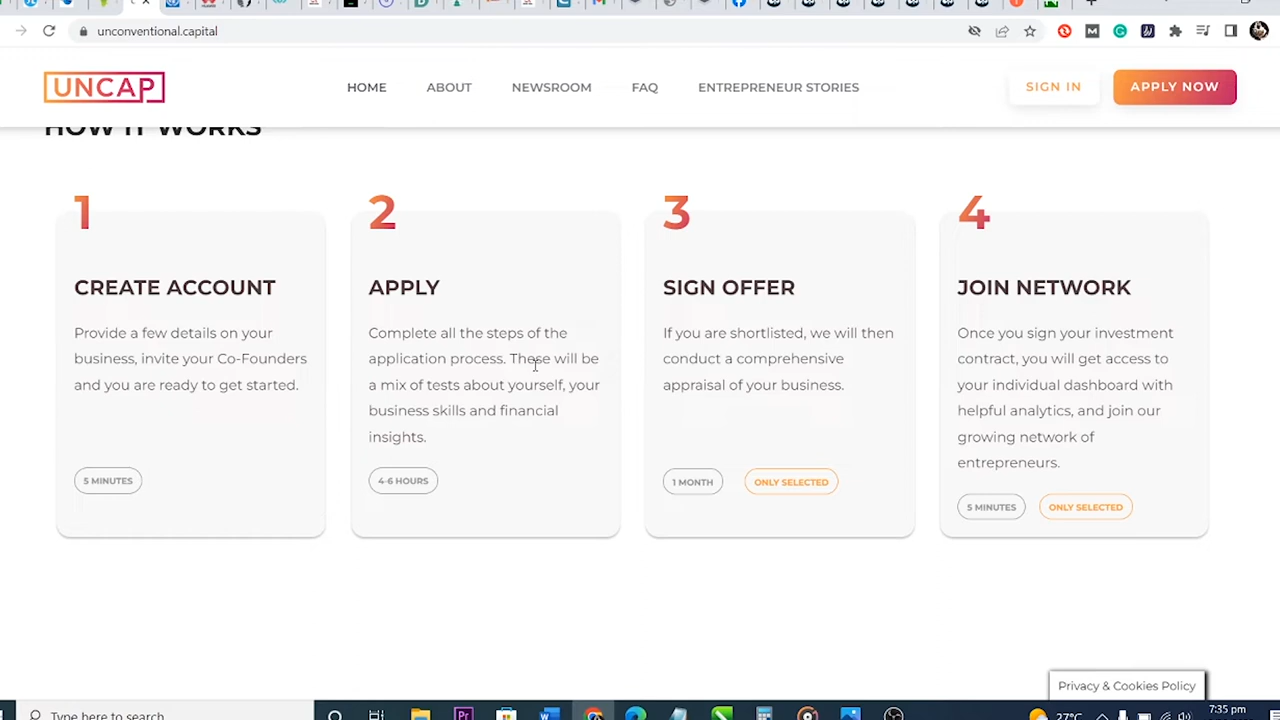 unconventional.capital
UNCAP
HOME
ABOUT
NEWSROOM
FAQ
ENTREPRENEUR STORIES
SIGN IN
APPLY NOW
HOW IT WORKS
1
CREATE ACCOUNT
Provide a few details on your
business, invite your Co-Founders
and you are ready to get started.
5 MINUTES
2
APPLY
Complete all the steps of the
application process. These will be
a mix of tests about yourself, your
business skills and financial
insights.
4-6 HOURS
3
SIGN OFFER
If you are shortlisted, we will then
conduct a comprehensive
appraisal of your business.
1 MONTH
ONLY SELECTED
4
JOIN NETWORK
Once you sign your investment
contract, you will get access to
your individual dashboard with
helpful analytics, and join our
growing network of
entrepreneurs.
5 MINUTES
ONLY SELECTED
Privacy & Cookies Policy
Type here to search
27°C
7:35 pm